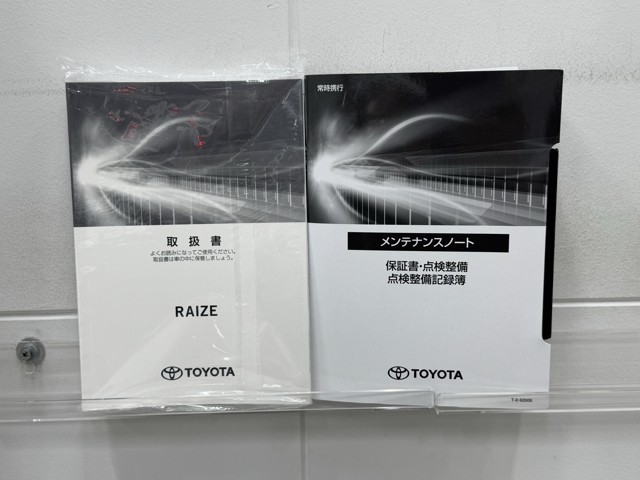 取扱書
よくお読みになってご使用ください。
取扱書は車の中に保管しましょう。
RAIZE
TOYOTA
常時携行
メンテナンスノート
保証書・点検整備
点検整備記録簿
TOYOTA